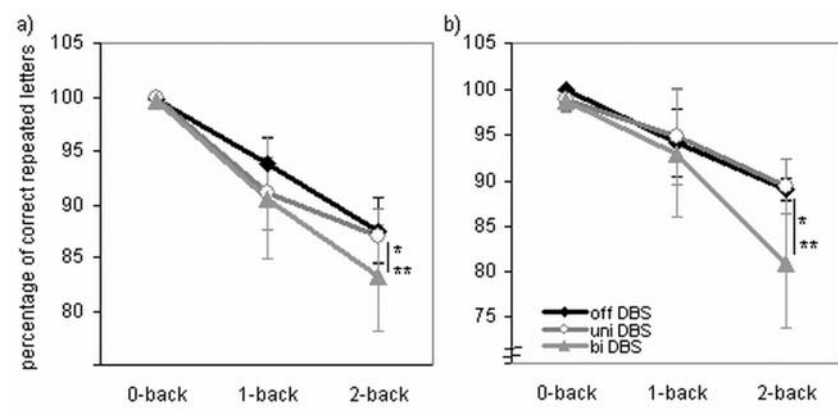 a)
percentage of correct repeated letters
105
100
95
90
85
80
*
**
0-back 1-back 2-back
b)
105
100
95
90
85
80
75
*
**
off DBS
uni DBS
bi DBS
0-back 1-back 2-back